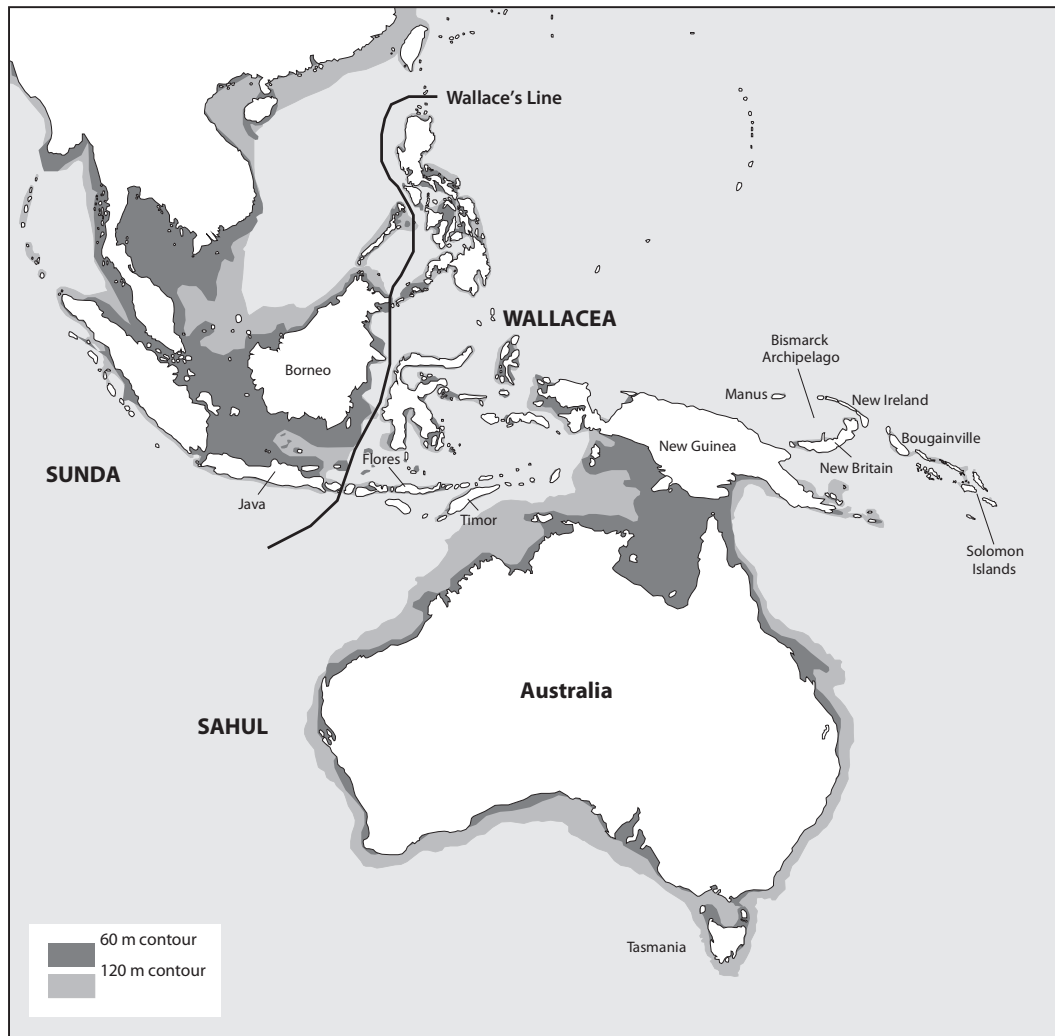 Wallace's Line
WALLACEA
Borneo
Bismarck
Archipelago
Manus
New Ireland
New Guinea
Bougainville
New Britain
SUNDA
Flores
Java
Timor
Solomon
Islands
Australia
SAHUL
60 m contour
120 m contour
Tasmania